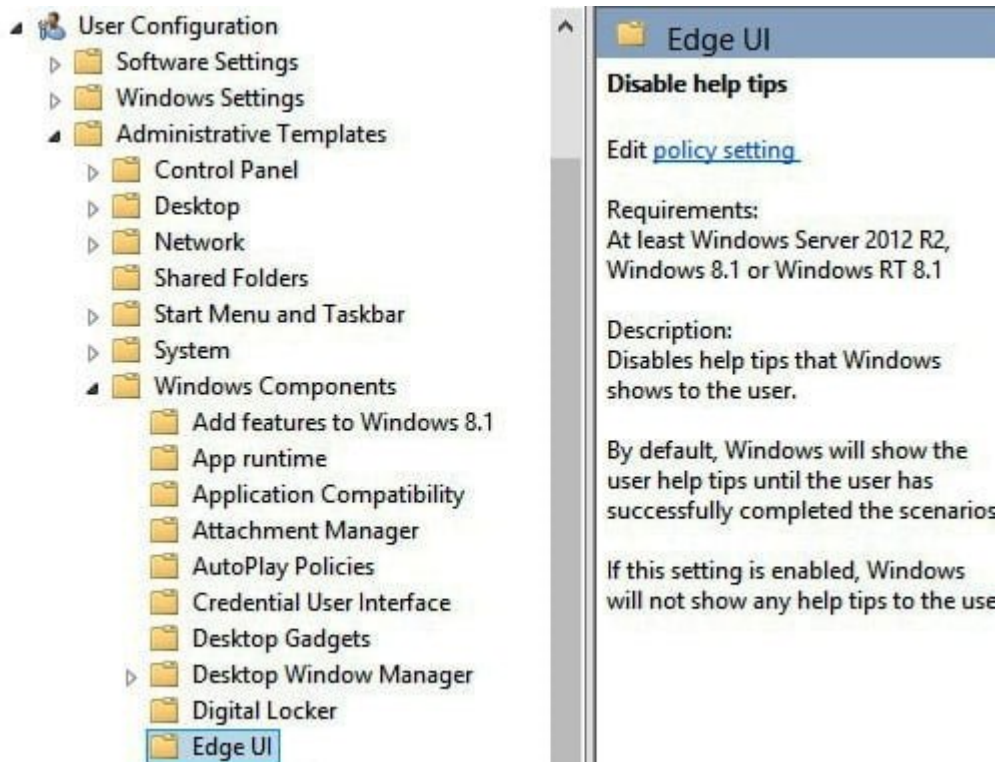 User Configuration
Software Settings
Windows Settings
Administrative Templates
Control Panel
Desktop
Network
Shared Folders
Start Menu and Taskbar
System
Windows Components
Add features to Windows 8.1
App runtime
Application Compatibility
Attachment Manager
AutoPlay Policies
Credential User Interface
Desktop Gadgets
Desktop Window Manager
Digital Locker
Edge UI
Edge UI
Disable help tips
Edit policy setting
Requirements:
At least Windows Server 2012 R2,
Windows 8.1 or Windows RT 8.1
Description:
Disables help tips that Windows
shows to the user.
By default, Windows will show the
user help tips until the user has
successfully completed the scenarios
If this setting is enabled, Windows
will not show any help tips to the use